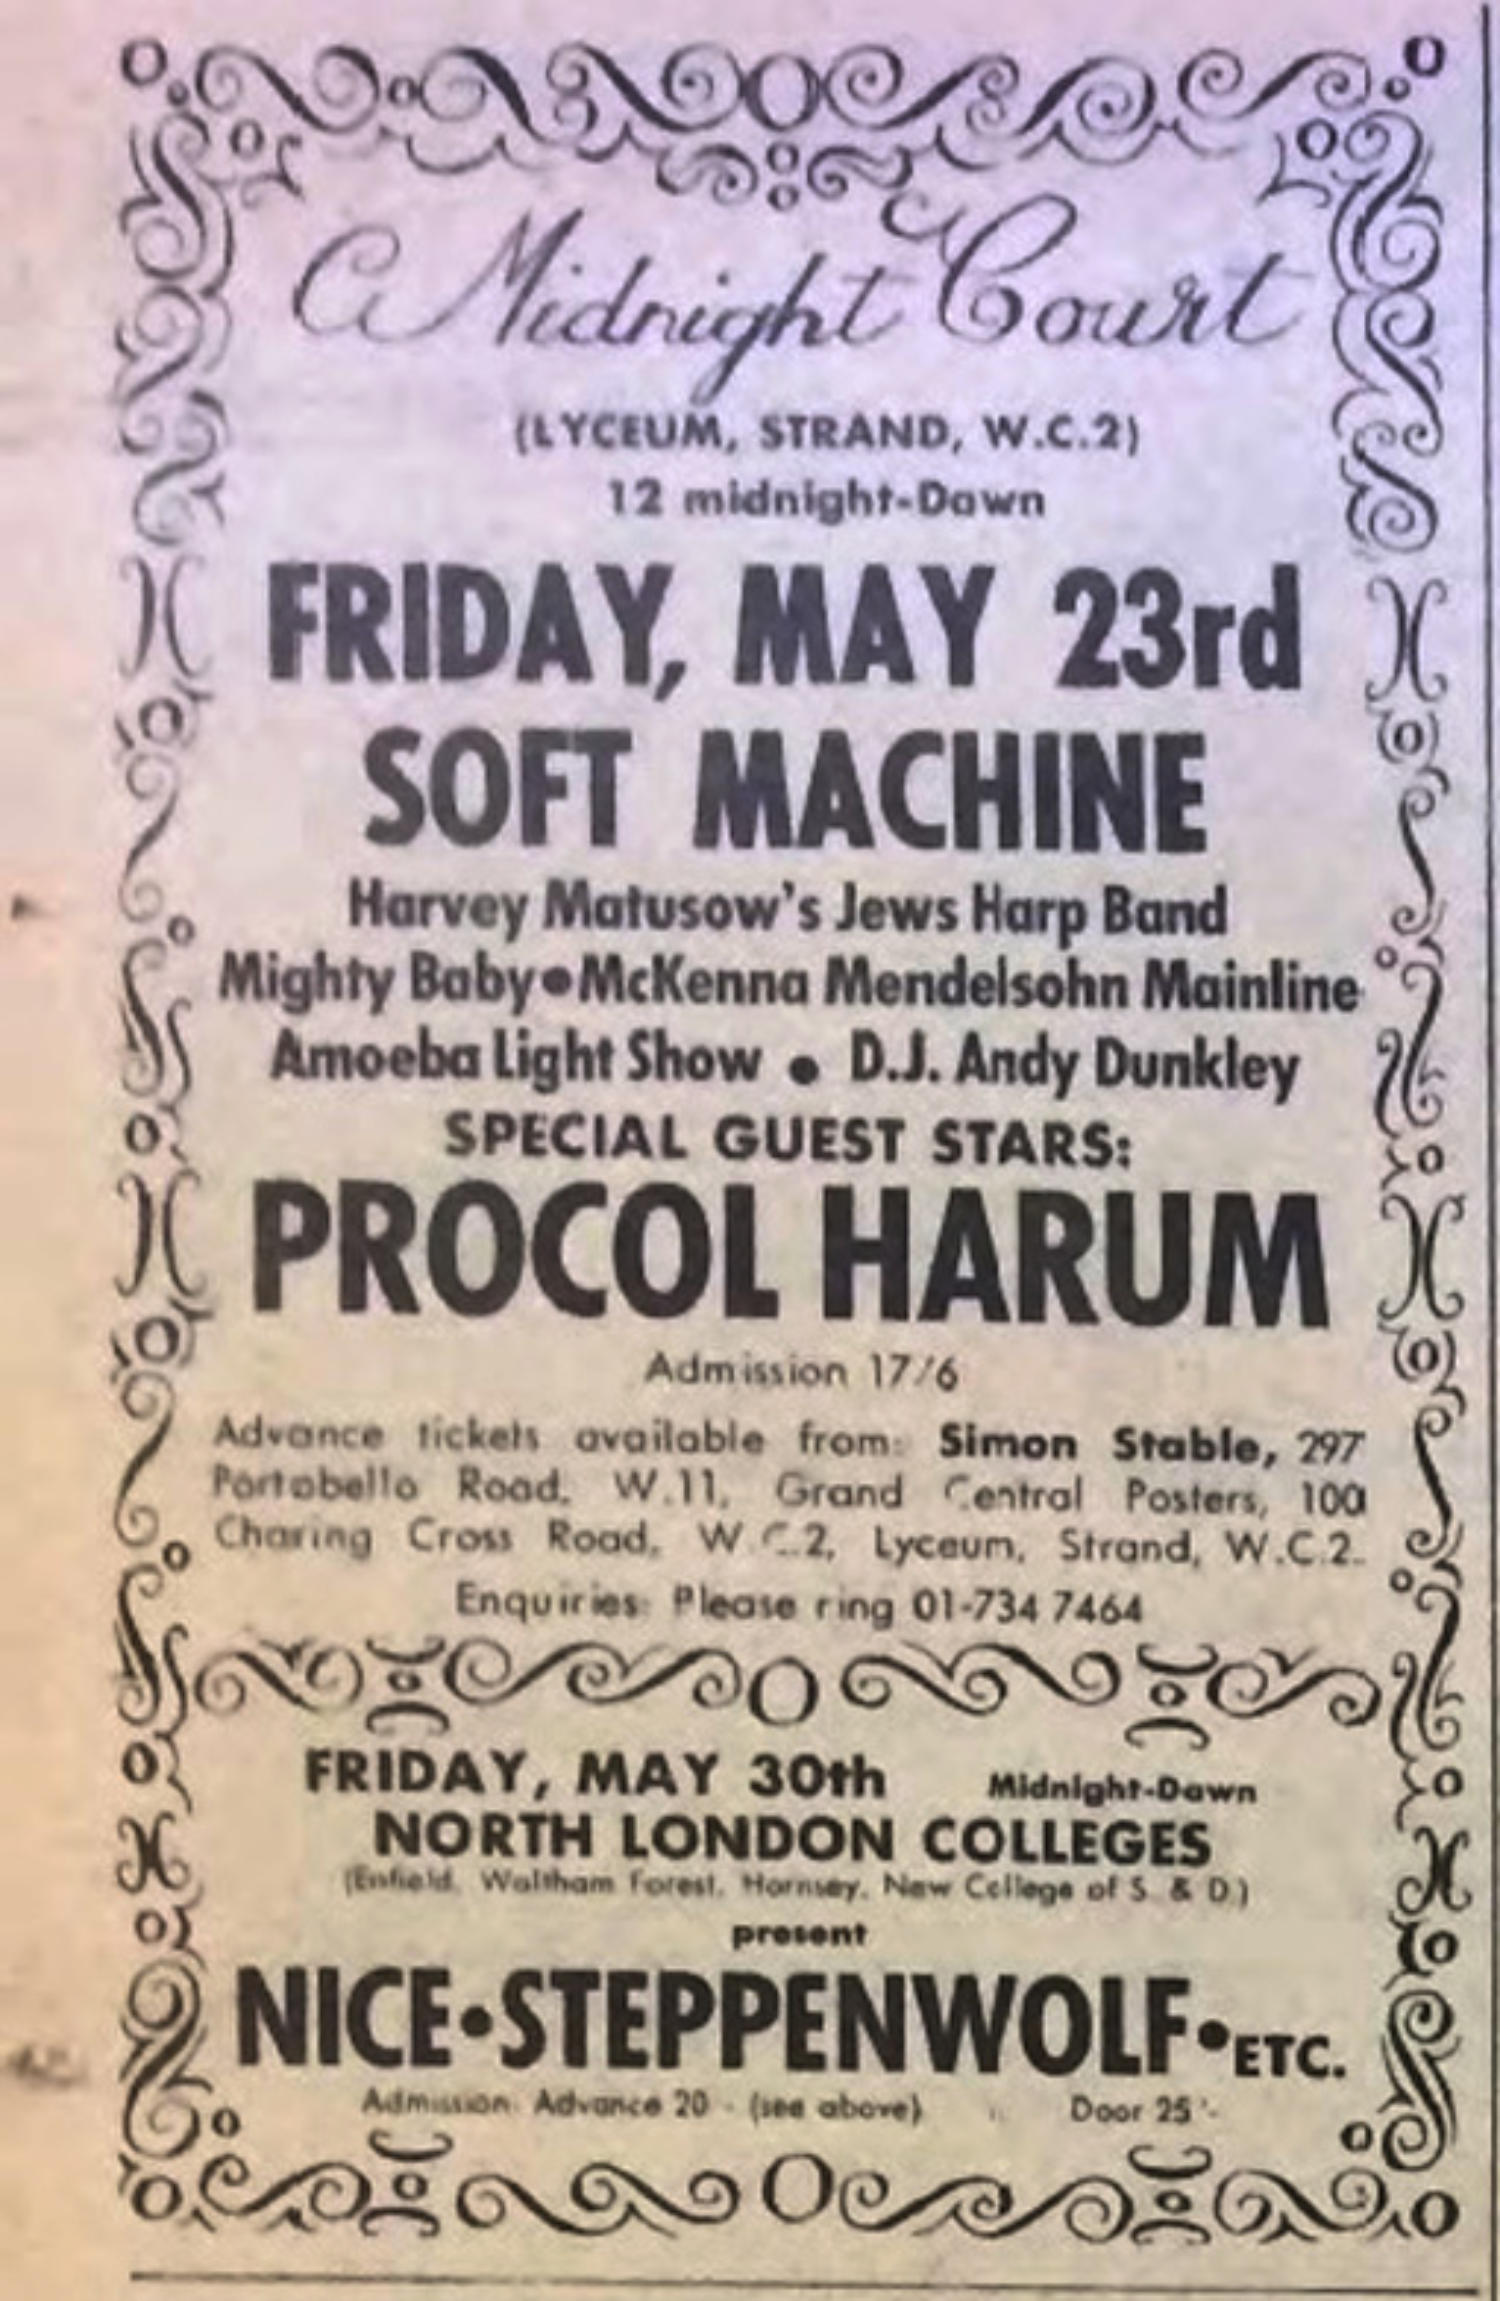 Midnight Court
(LYCEUM, STRAND, W.C.2)
12 midnight-Dawn
FRIDAY, MAY 23rd
SOFT MACHINE
Harvey Matusow's Jews Harp Band
Mighty Baby•McKenna Mendelsohn Mainline
Amoeba Light Show • D.J. Andy Dunkley
SPECIAL GUEST STARS:
PROCOL HARUM
Admission 17/6
Advance tickets available from: Simon Stable, 297
Portobello Road, W.11, Grand Central Posters, 100
Charing Cross Road, W.C.2, Lyceum, Strand, W.C.2.
Enquiries: Please ring 01-734 7464
FRIDAY, MAY 30th Midnight-Dawn
NORTH LONDON COLLEGES
(Enfield, Waltham Forest, Hornsey, New College of S. & D.)
present
NICE•STEPPENWOLF•ETC.
Admission: Advance 20/- (see above) Door 25/-